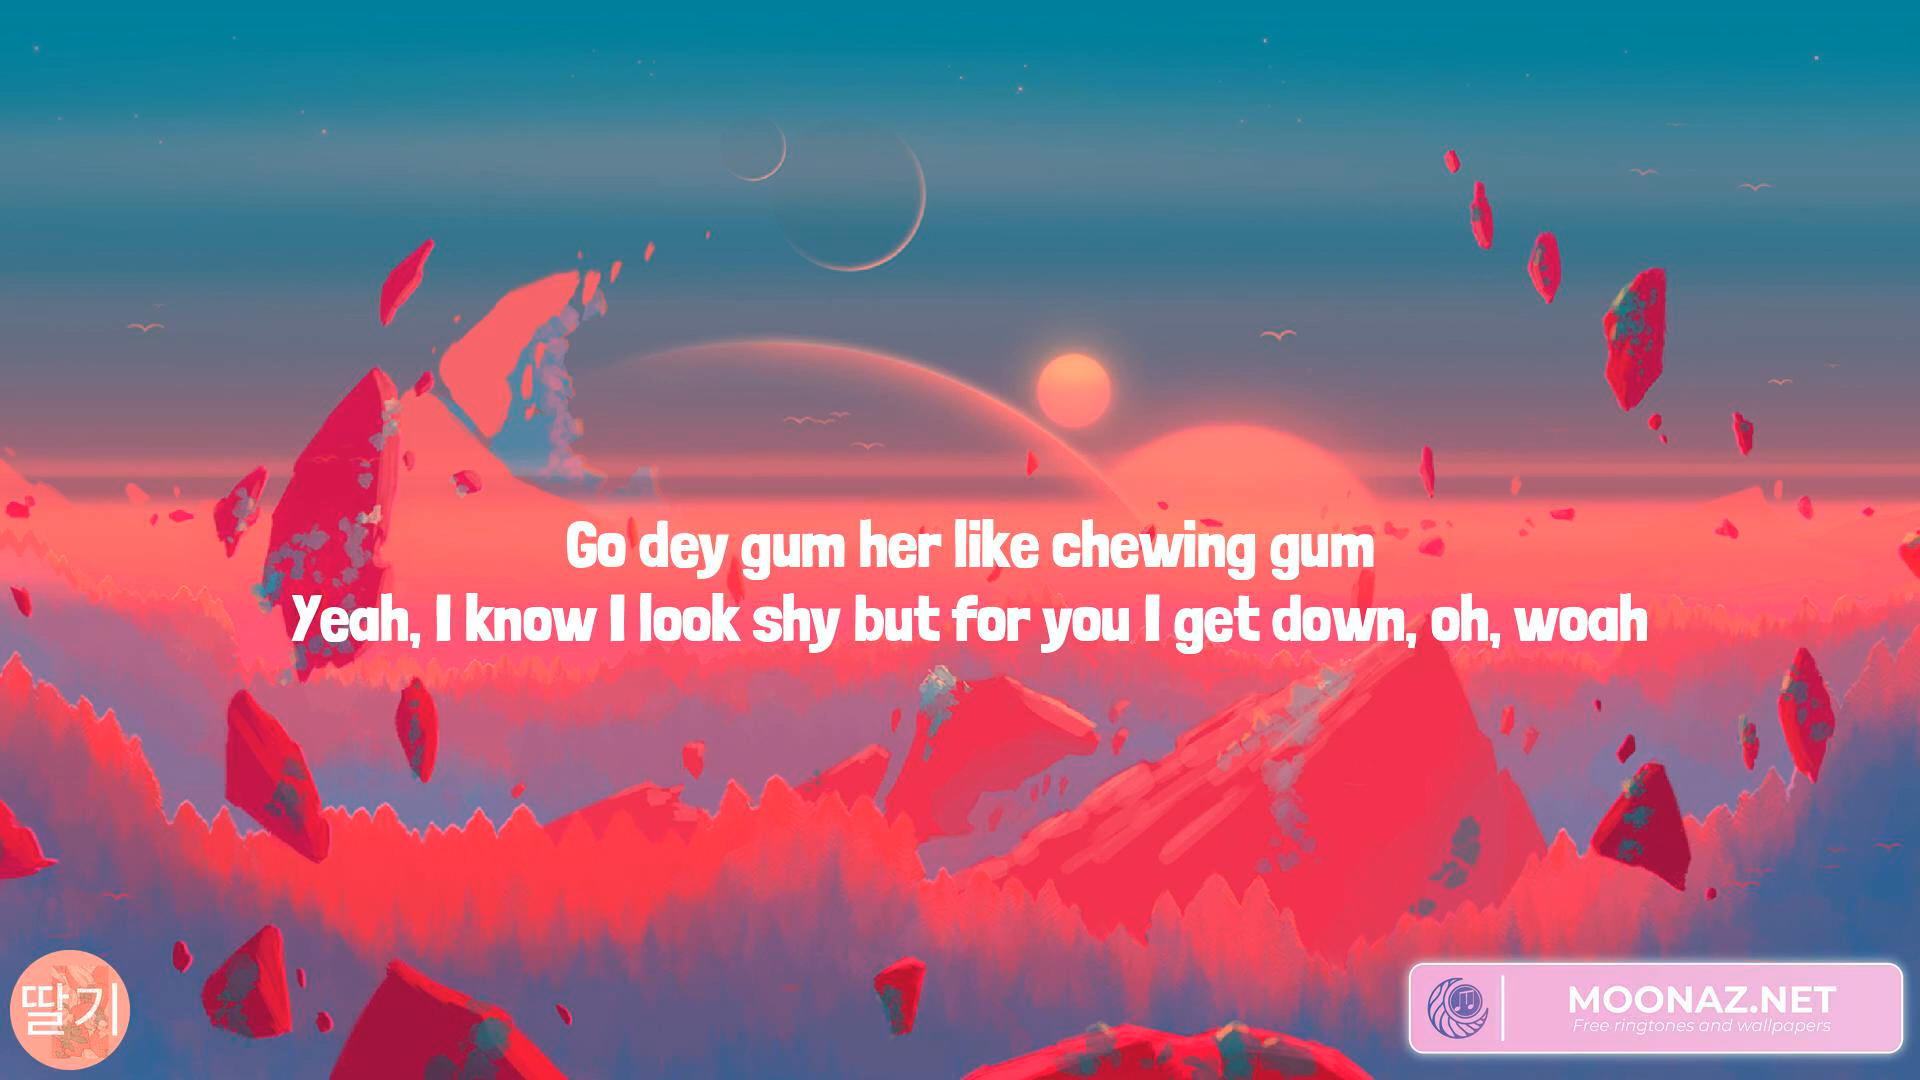 Go dey gum her like chewing gum
Yeah, I know I look shy but for you I get down, oh, woah
딸기
MOONAZ.NET
Free ringtones and wallpapers